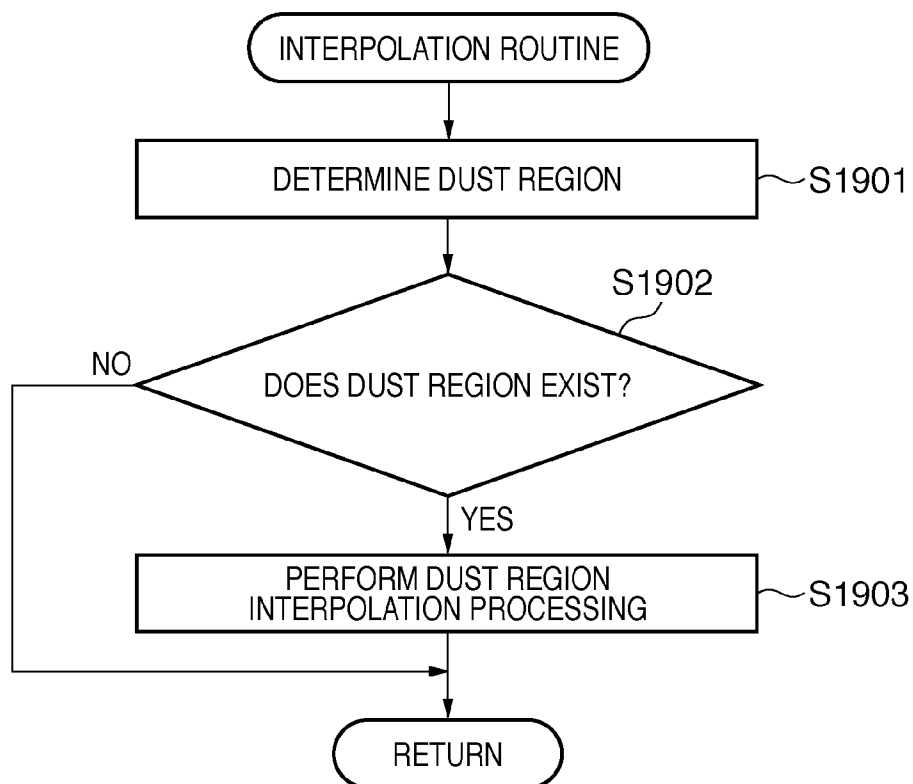 INTERPOLATION ROUTINE
DETERMINE DUST REGION
S1901
S1902
NO
DOES DUST REGION EXIST?
YES
PERFORM DUST REGION
INTERPOLATION PROCESSING
S1903
RETURN